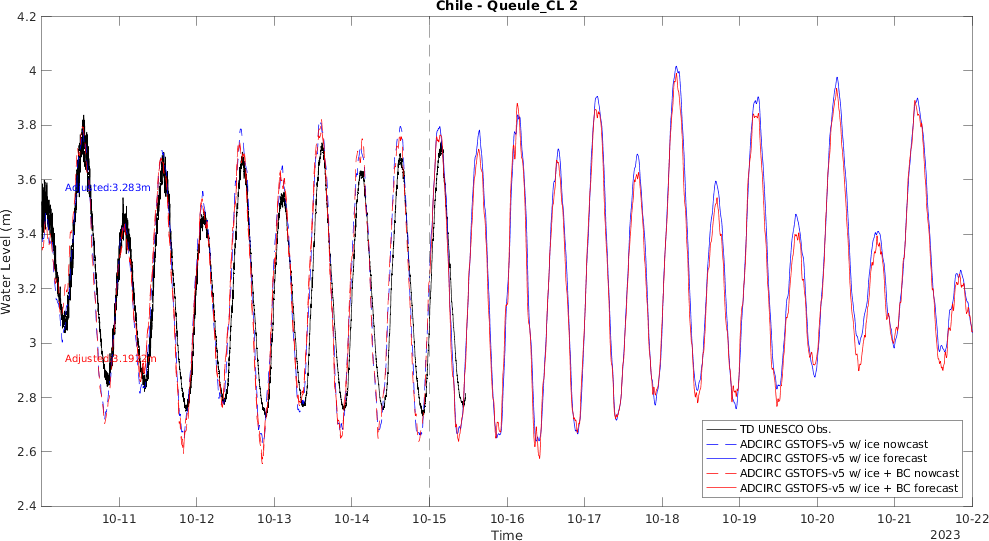 Chile - Queule_CL 2
4.2
4
3.8
3.6
3.4
3.2
3
2.8
2.6
2.4
Water Level (m)
Adjusted:3.283m
Adjusted:3.1922m
TD UNESCO Obs.
ADCIRC GSTOFS-v5 w/ ice nowcast
ADCIRC GSTOFS-v5 w/ ice forecast
ADCIRC GSTOFS-v5 w/ ice + BC nowcast
ADCIRC GSTOFS-v5 w/ ice + BC forecast
10-11 10-12 10-13 10-14 10-15 10-16 10-17 10-18 10-19 10-20 10-21 10-22
Time
2023